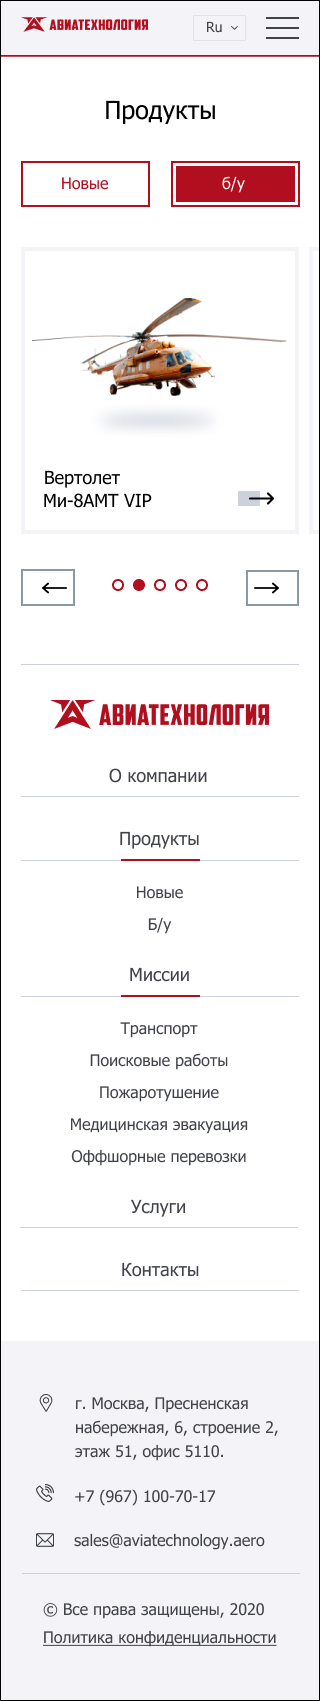 АВИАТЕХНОЛОГИЯ
Ru
Продукты
Новые
б/у
Вертолет
Ми-8АМТ VIP
АВИАТЕХНОЛОГИЯ
О компании
Продукты
Новые
Б/у
Миссии
Транспорт
Поисковые работы
Пожаротушение
Медицинская эвакуация
Оффшорные перевозки
Услуги
Контакты
г. Москва, Пресненская
набережная, 6, строение 2,
этаж 51, офис 5110.
+7 (967) 100-70-17
sales@aviatechnology.aero
© Все права защищены, 2020
Политика конфиденциальности